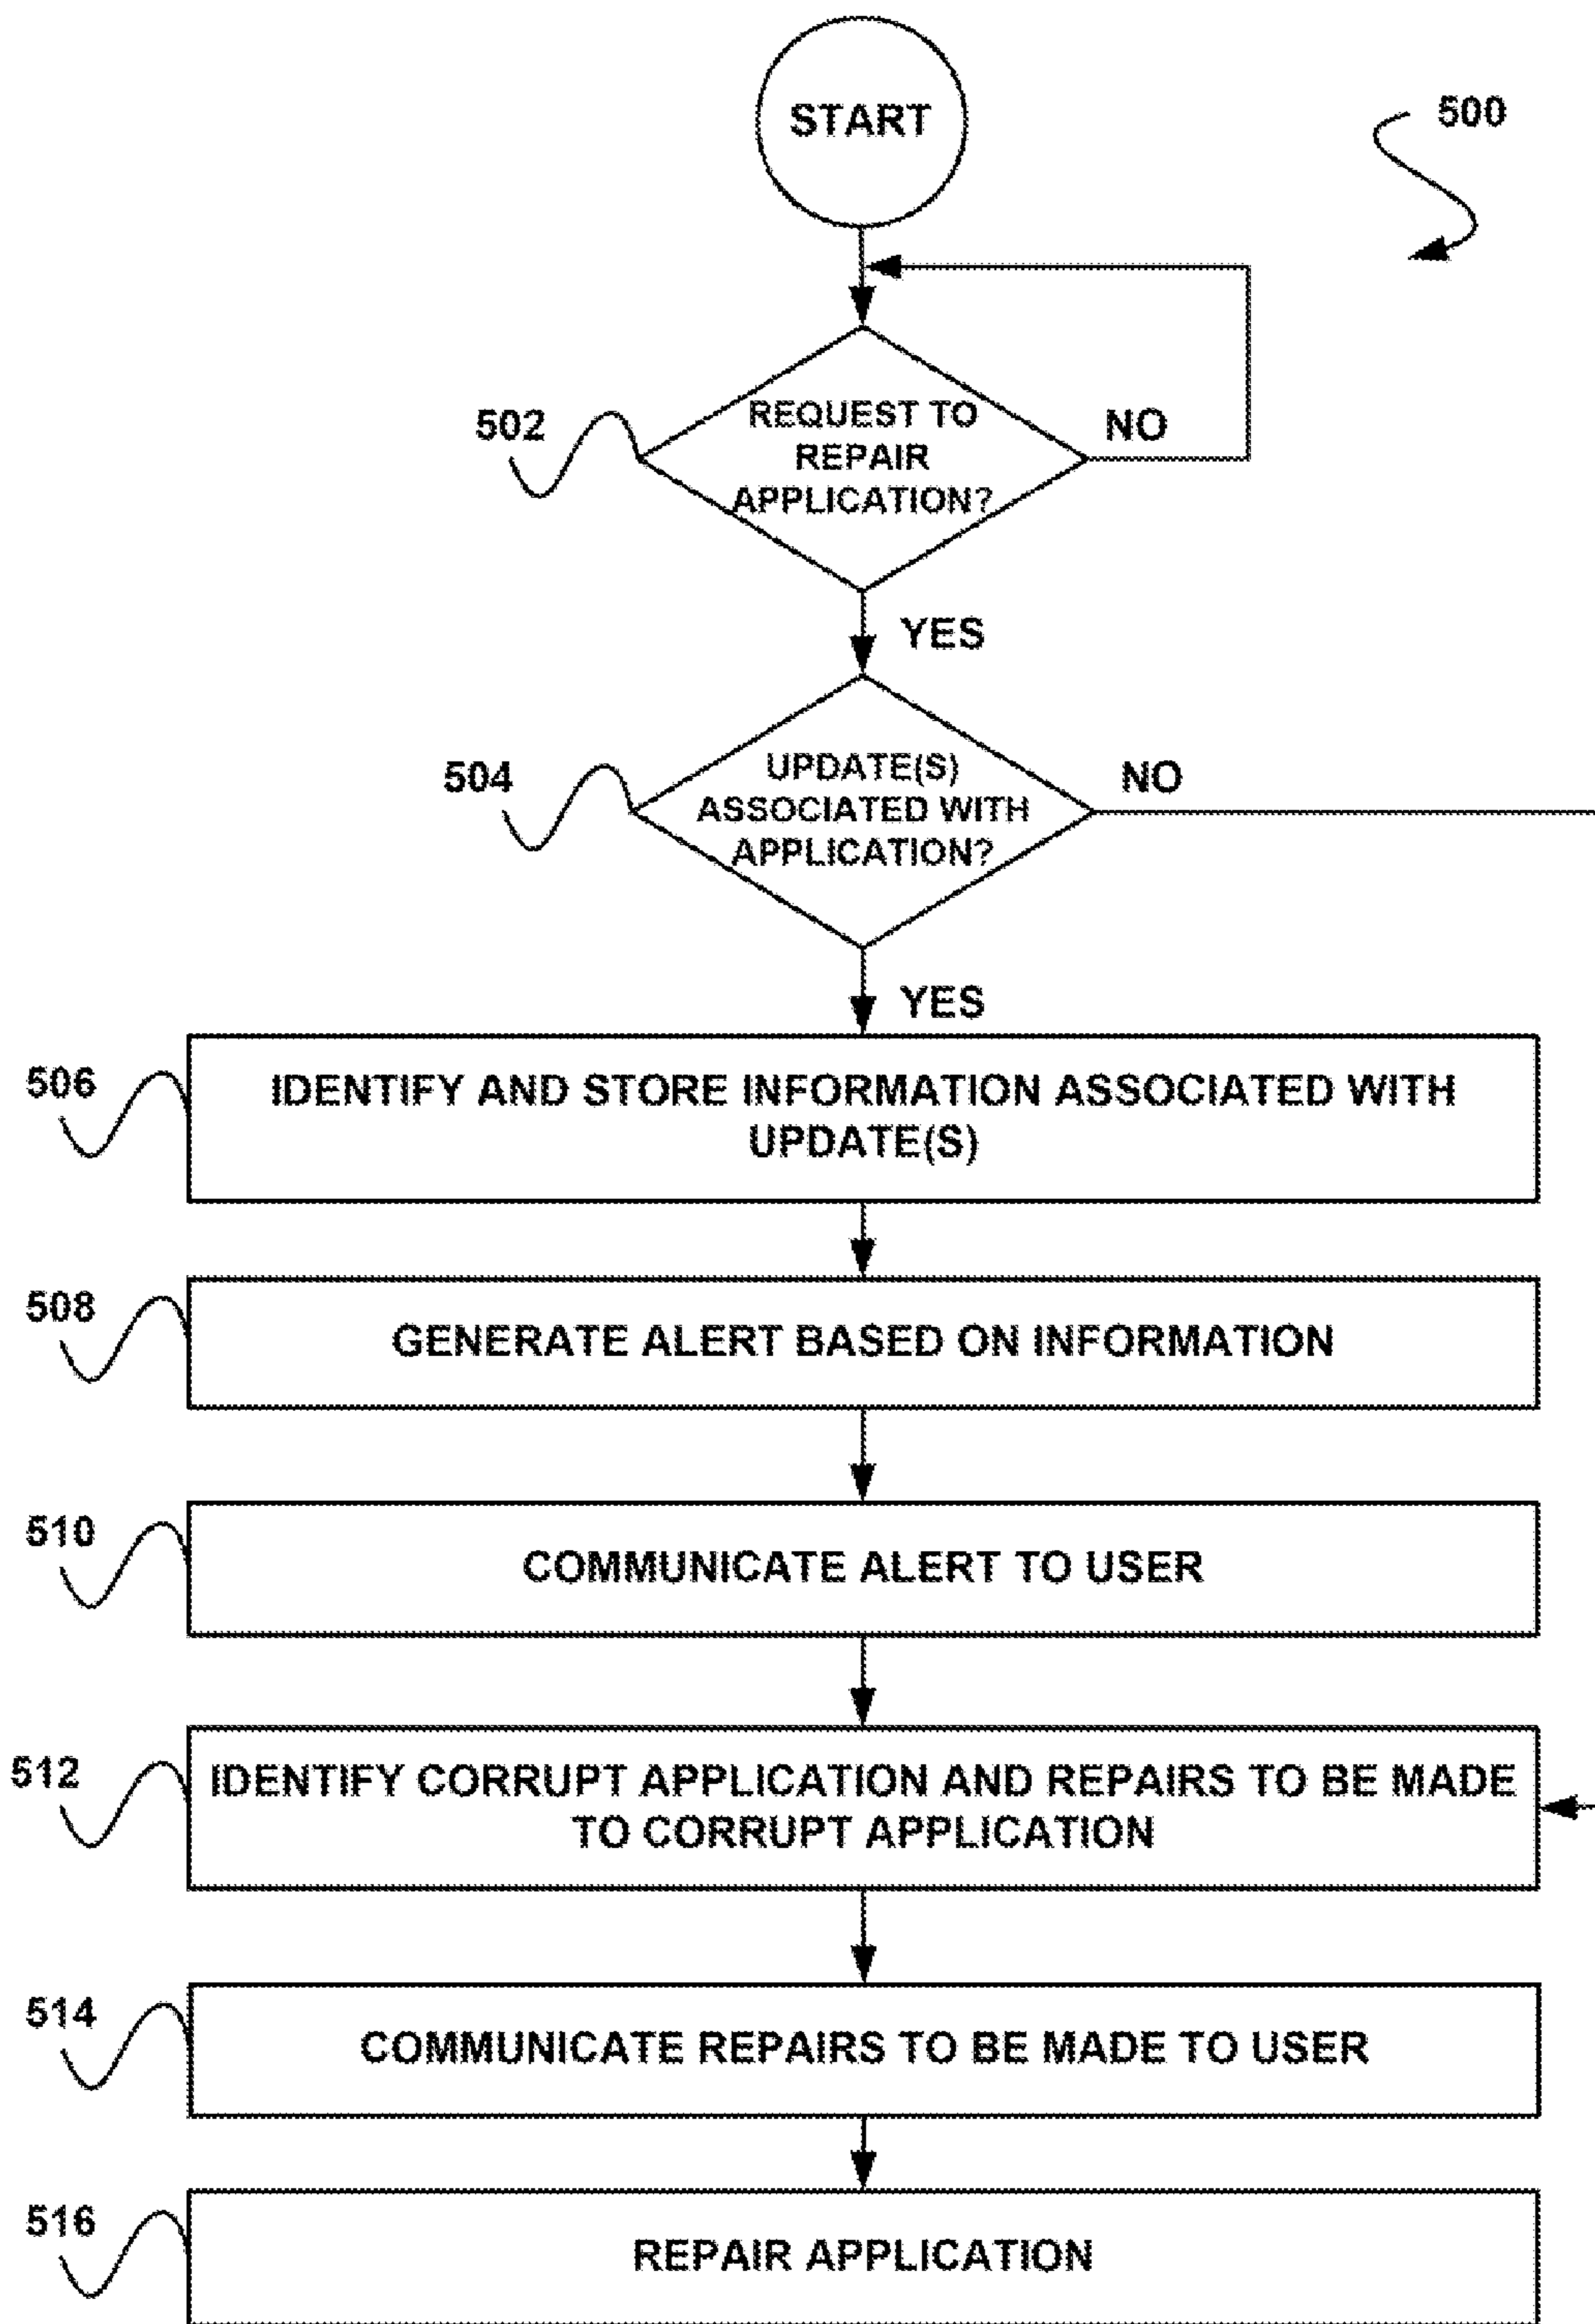 START
500
502
REQUEST TO
REPAIR
APPLICATION?
NO
YES
504
UPDATE(S)
ASSOCIATED WITH
APPLICATION?
NO
YES
506
IDENTIFY AND STORE INFORMATION ASSOCIATED WITH
UPDATE(S)
508
GENERATE ALERT BASED ON INFORMATION
510
COMMUNICATE ALERT TO USER
512
IDENTIFY CORRUPT APPLICATION AND REPAIRS TO BE MADE
TO CORRUPT APPLICATION
514
COMMUNICATE REPAIRS TO BE MADE TO USER
516
REPAIR APPLICATION